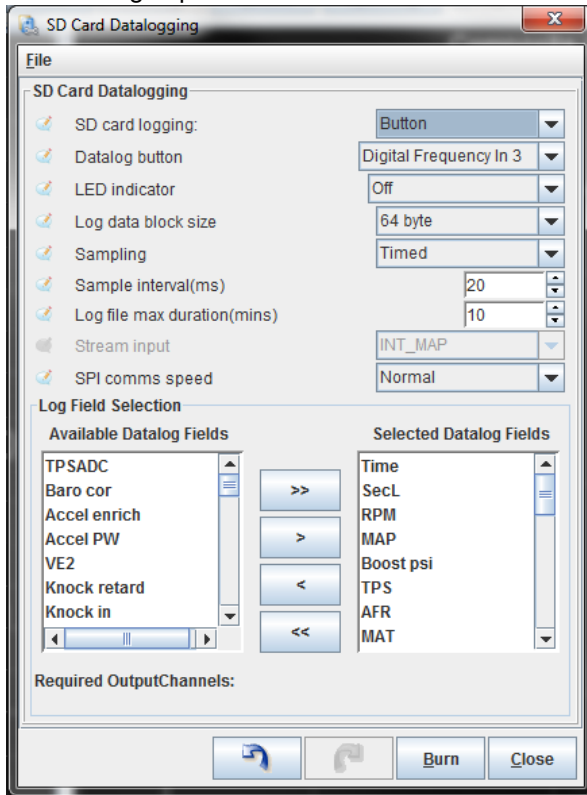 SD Card Datalogging
File
SD Card Datalogging
SD card logging: Button
Datalog button Digital Frequency In 3
LED indicator Off
Log data block size 64 byte
Sampling Timed
Sample interval(ms) 20
Log file max duration(mins) 10
Stream input INT_MAP
SPI comms speed Normal
Log Field Selection
Available Datalog Fields
TPSADC
Baro cor
Accel enrich
Accel PW
VE2
Knock retard
Knock in
>>
>
<
<<
Selected Datalog Fields
Time
SecL
RPM
MAP
Boost psi
TPS
AFR
MAT
Required OutputChannels:
Burn Close